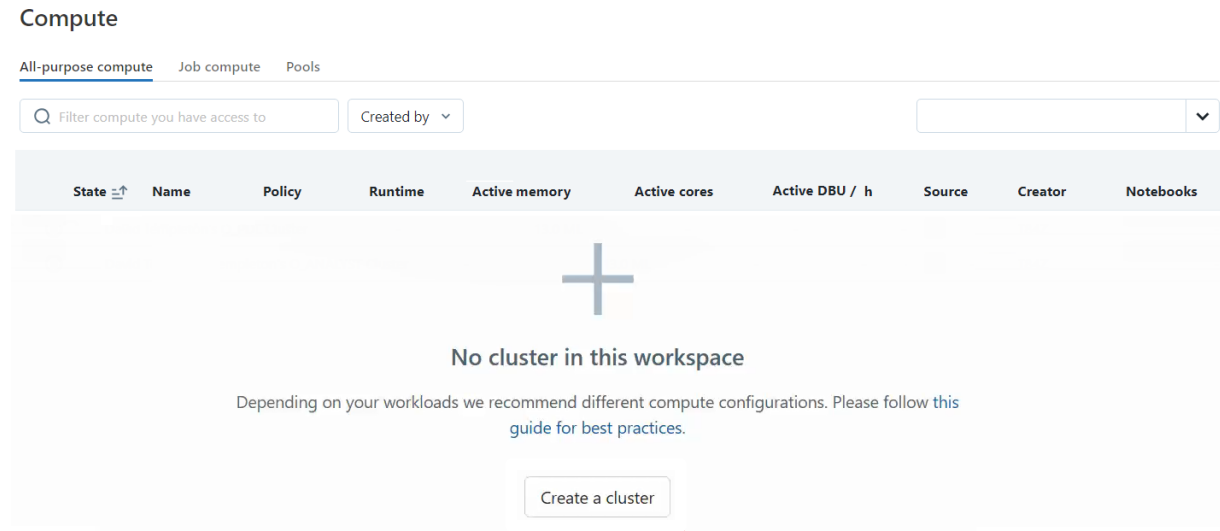 Compute
All-purpose compute Job compute Pools
Filter compute you have access to Created by
State Name Policy Runtime Active memory Active cores Active DBU / h Source Creator Notebooks
No cluster in this workspace
Depending on your workloads we recommend different compute configurations. Please follow this
guide for best practices.
Create a cluster